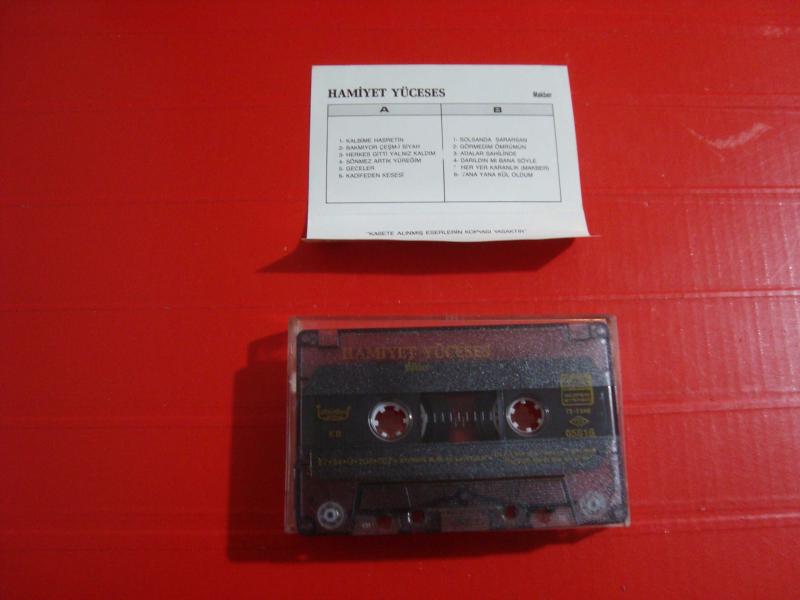 HAMİYET YÜCESES
Makber
A
B
1- KALBİME HASRETİN
2- BAKMIYOR ÇEŞM-İ SİYAH
3- HERKES GİTTİ YALNIZ KALDIM
4- SÖNMEZ ARTIK YÜREĞİM
5- GECELER
6- KADİFEDEN KESESİ
1- SOLSANDA SARARSAN
2- GÖRMEDİM ÖMRÜMÜN
3- ADALAR SAHİLİNDE
4- DARILDIN MI BANA SÖYLE
HER YER KARANLIK (MAKBER)
6- YANA YANA KÜL OLDUM
"KASETE ALINMIŞ ESERLERİN KOPYASI YASAKTIR"
HAMİYET YÜCESES
Makber
KB
05816